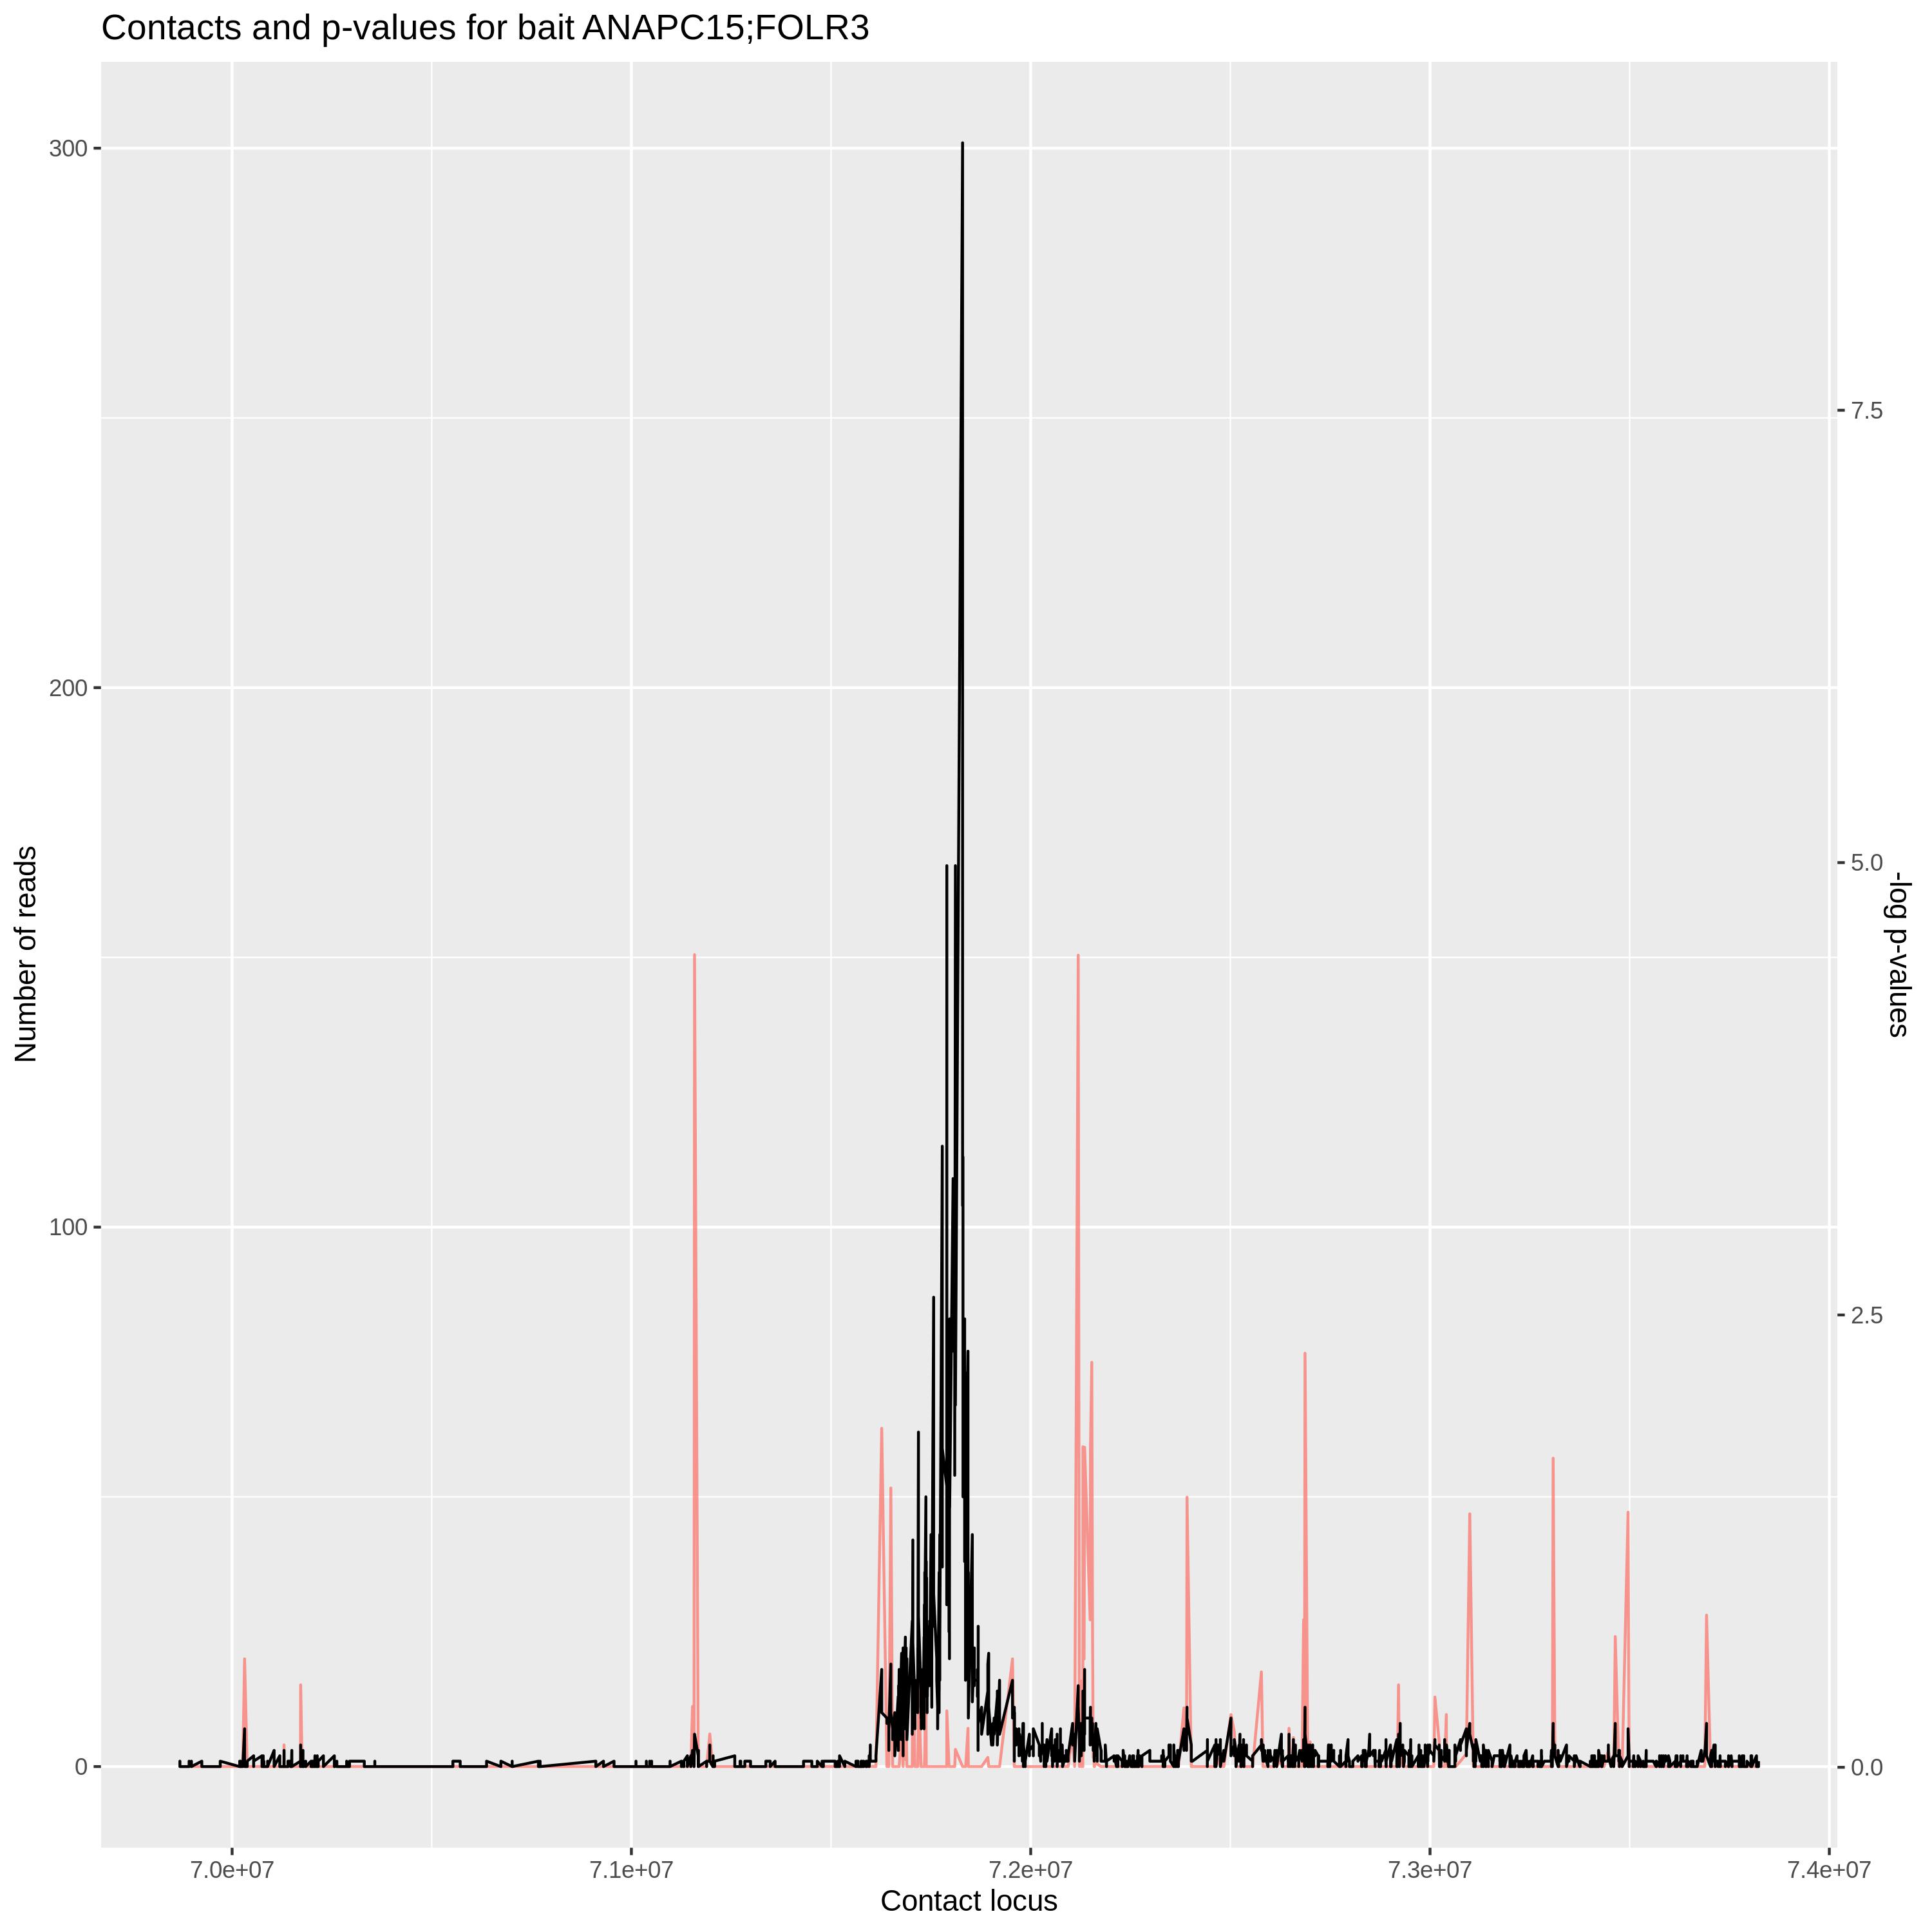 Contacts and p-values for bait ANAPC15;FOLR3
300
200
100
0
Number of reads
7.5
5.0
2.5
0.0
-log p-values
7.0e+07
7.1e+07
7.2e+07
7.3e+07
7.4e+07
Contact locus